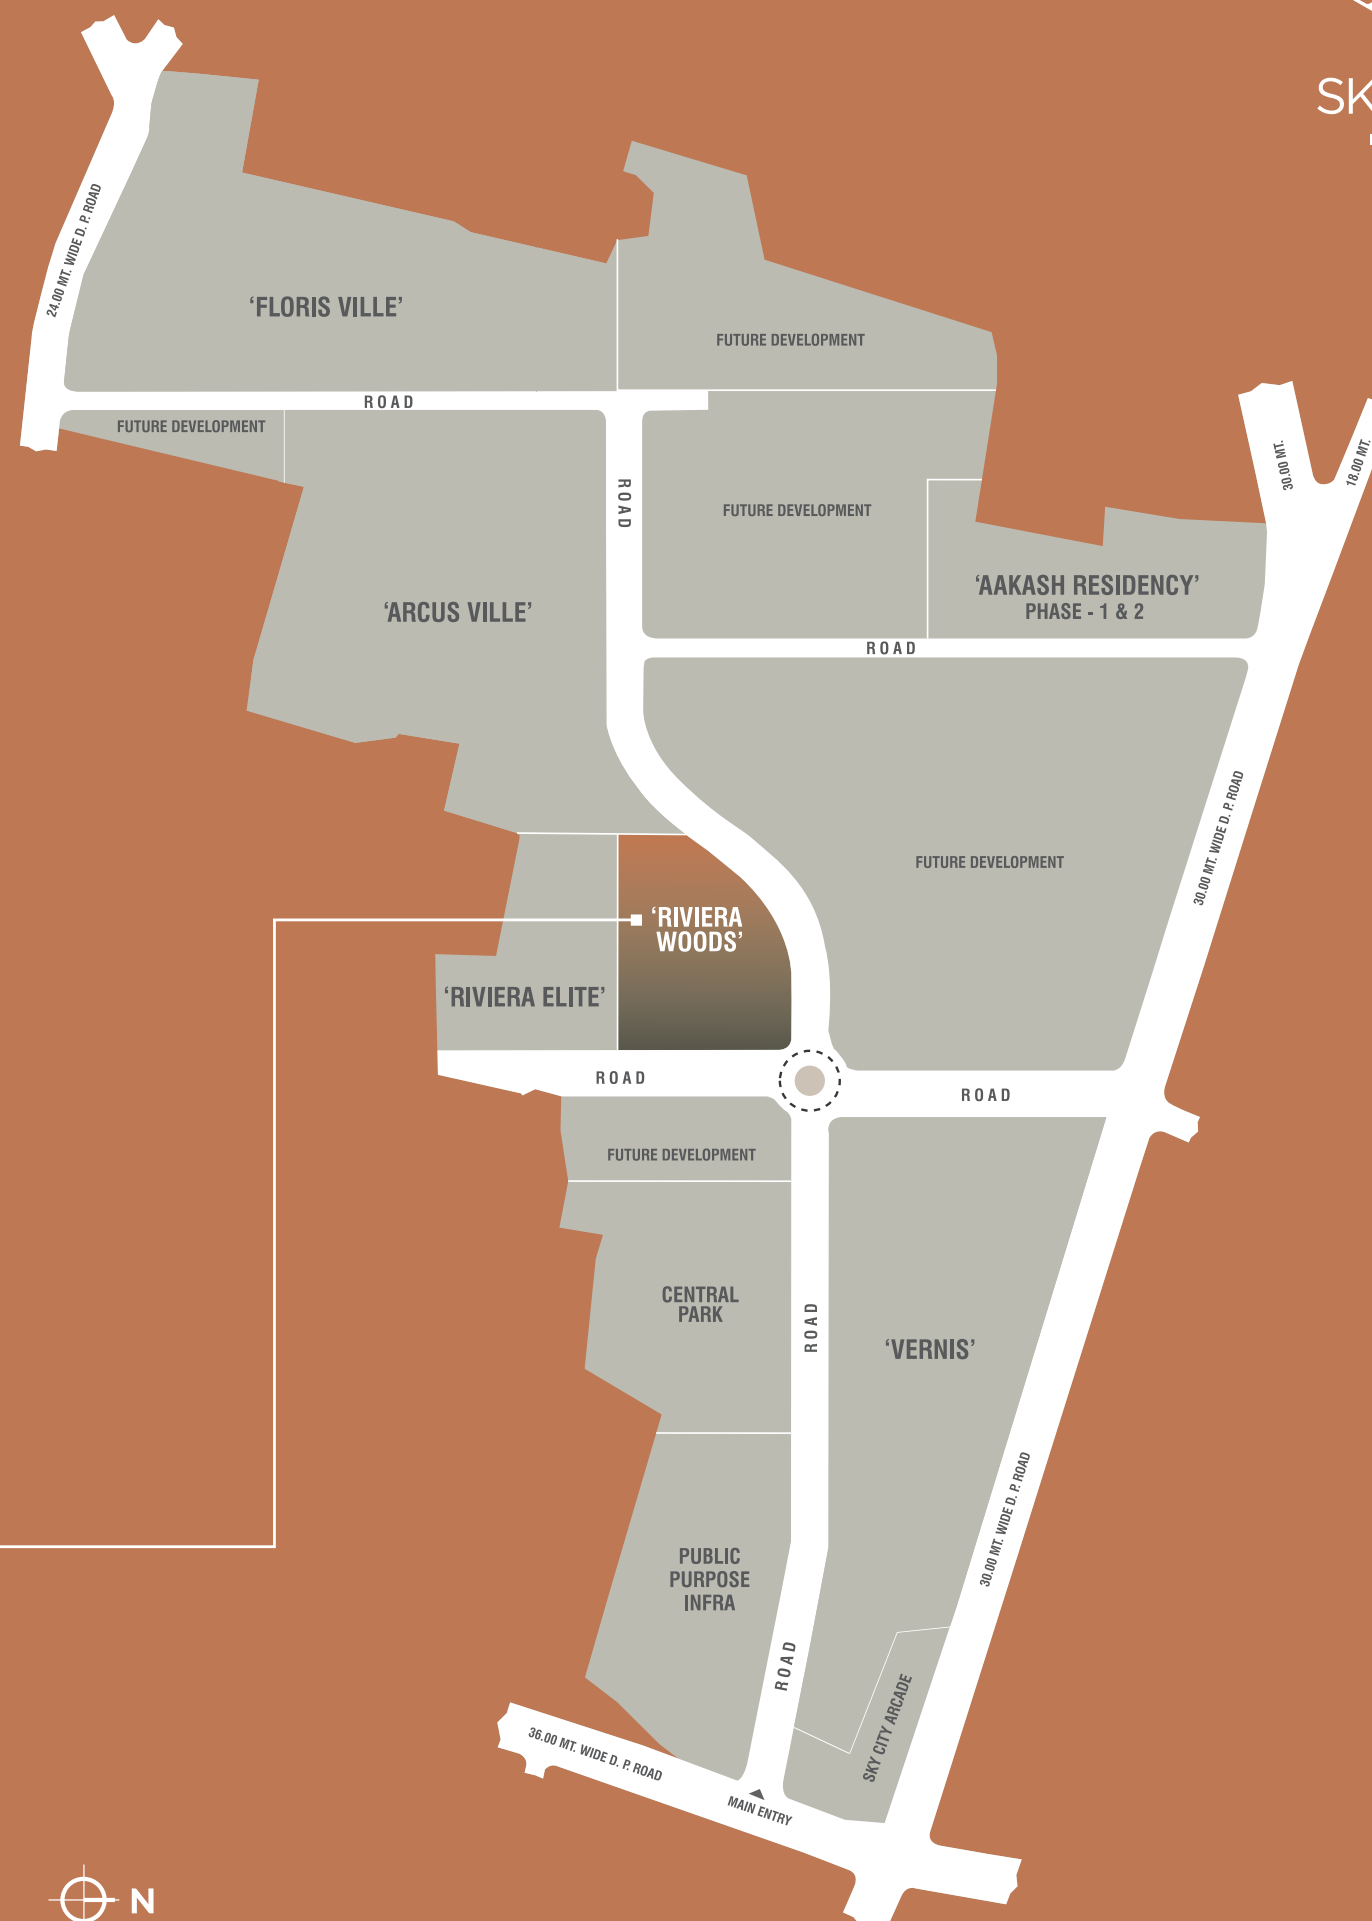 SK
24.00 MT. WIDE D. P. ROAD
‘FLORIS VILLE’
FUTURE DEVELOPMENT
ROAD
FUTURE DEVELOPMENT
30.00 MT.
18.00 MT.
ROAD
FUTURE DEVELOPMENT
‘AAKASH RESIDENCY’
PHASE - 1 & 2
‘ARCUS VILLE’
ROAD
30.00 MT. WIDE D. P. ROAD
FUTURE DEVELOPMENT
‘RIVIERA
WOODS’
‘RIVIERA ELITE’
ROAD
ROAD
FUTURE DEVELOPMENT
CENTRAL
PARK
ROAD
‘VERNIS’
30.00 MT. WIDE D. P. ROAD
PUBLIC
PURPOSE
INFRA
ROAD
SKY CITY ARCADE
36.00 MT. WIDE D. P. ROAD
MAIN ENTRY
N